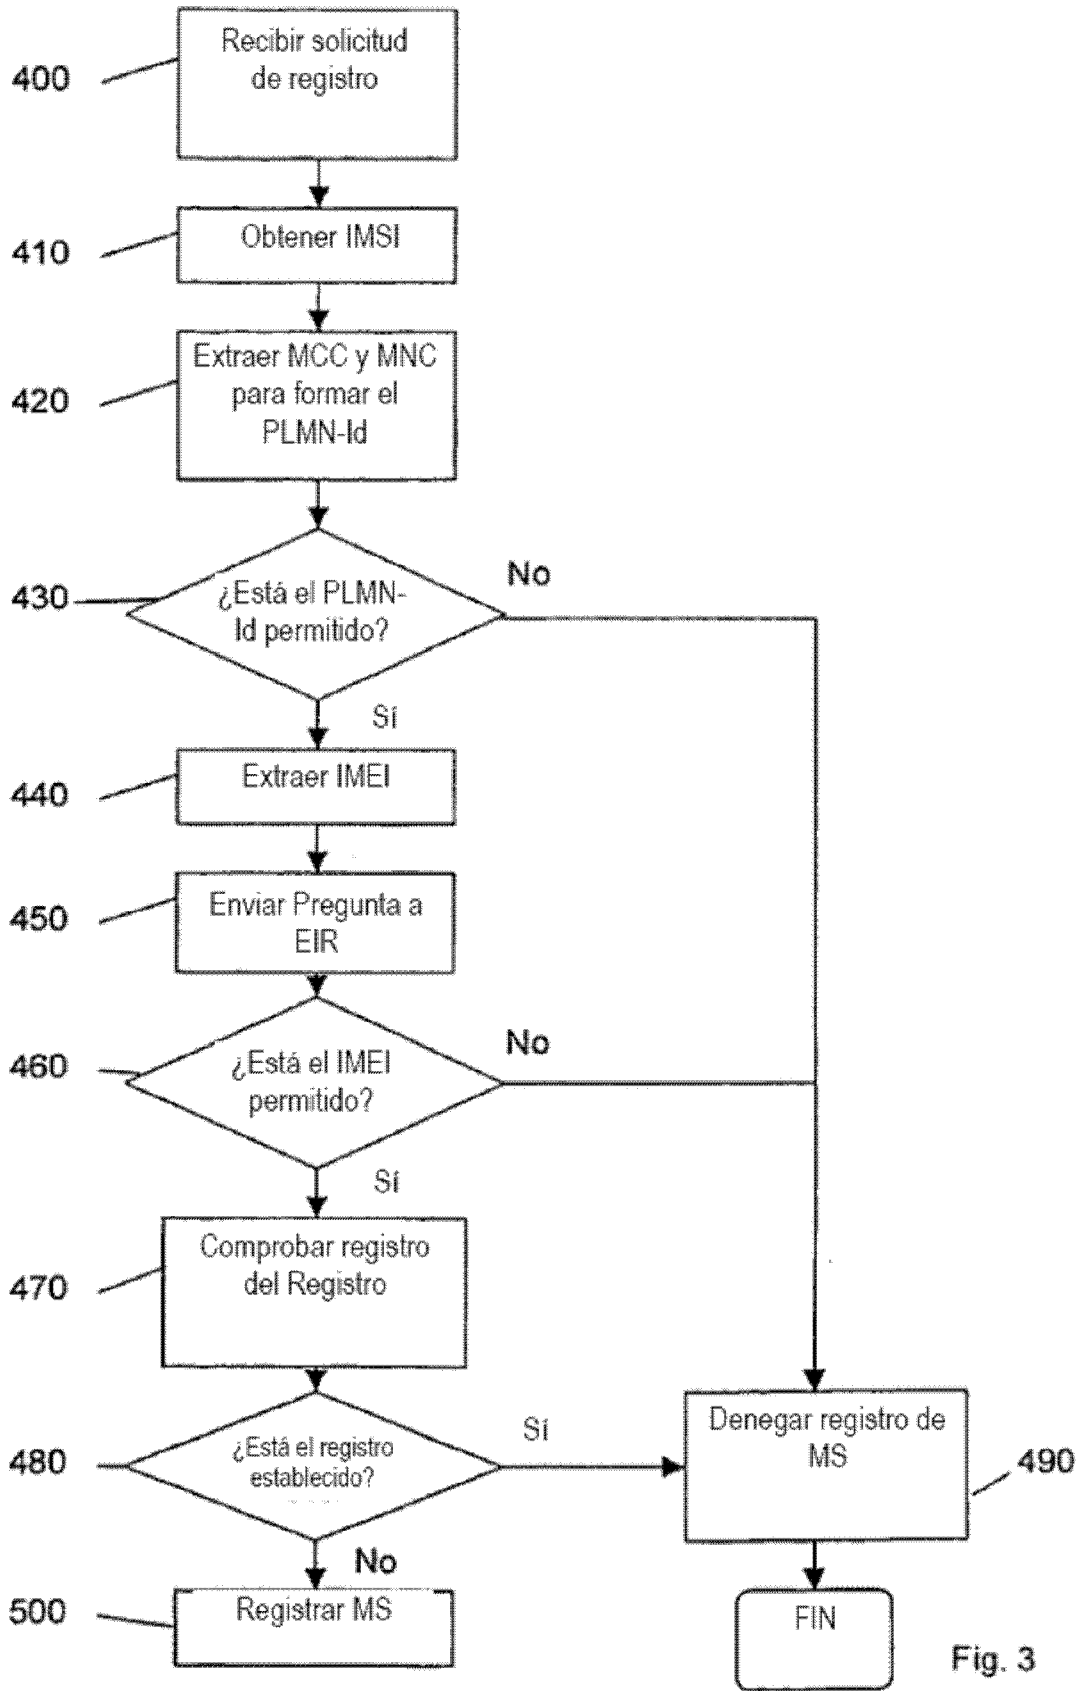 Recibir solicitud
de registro
400
Obtener IMSI
410
Extraer MCC y MNC
para formar el
PLMN-Id
420
No
¿Está el PLMN-
Id permitido?
430
Sí
Extraer IMEI
440
Enviar Pregunta a
EIR
450
No
¿Está el IMEI
permitido?
460
Sí
Comprobar registro
del Registro
470
Sí
¿Está el registro
establecido?
480
Denegar registro de
MS
490
No
Registrar MS
500
FIN
Fig. 3